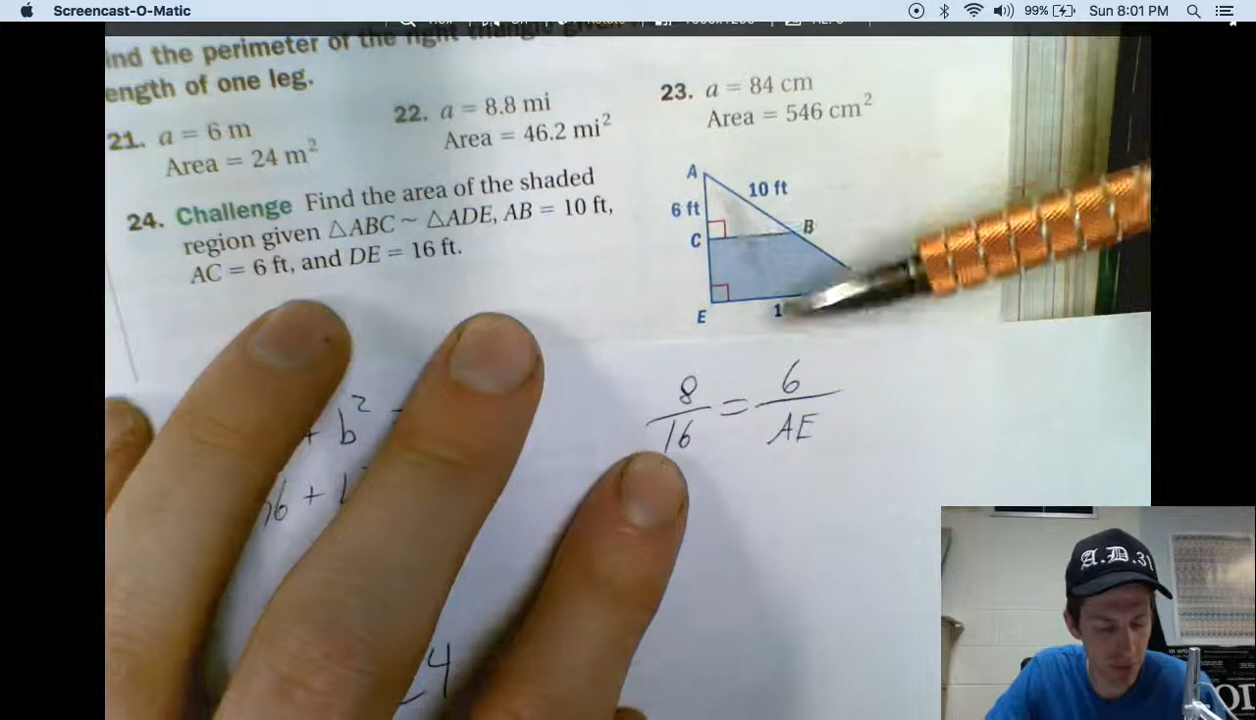 Screencast-O-Matic
99% Sun 8:01 PM
ind the perimeter of the right triangle
ength of one leg.
21. a = 6 m
Area = 24 m²
22. a = 8.8 mi
Area = 46.2 mi²
23. a = 84 cm
Area = 546 cm²
24. Challenge Find the area of the shaded
region given △ABC ~ △ADE, AB = 10 ft,
AC = 6 ft, and DE = 16 ft.
A
10 ft
6 ft
C
B
E
1
8/16 = 6/AE
+ b²
+
4
A.D.31